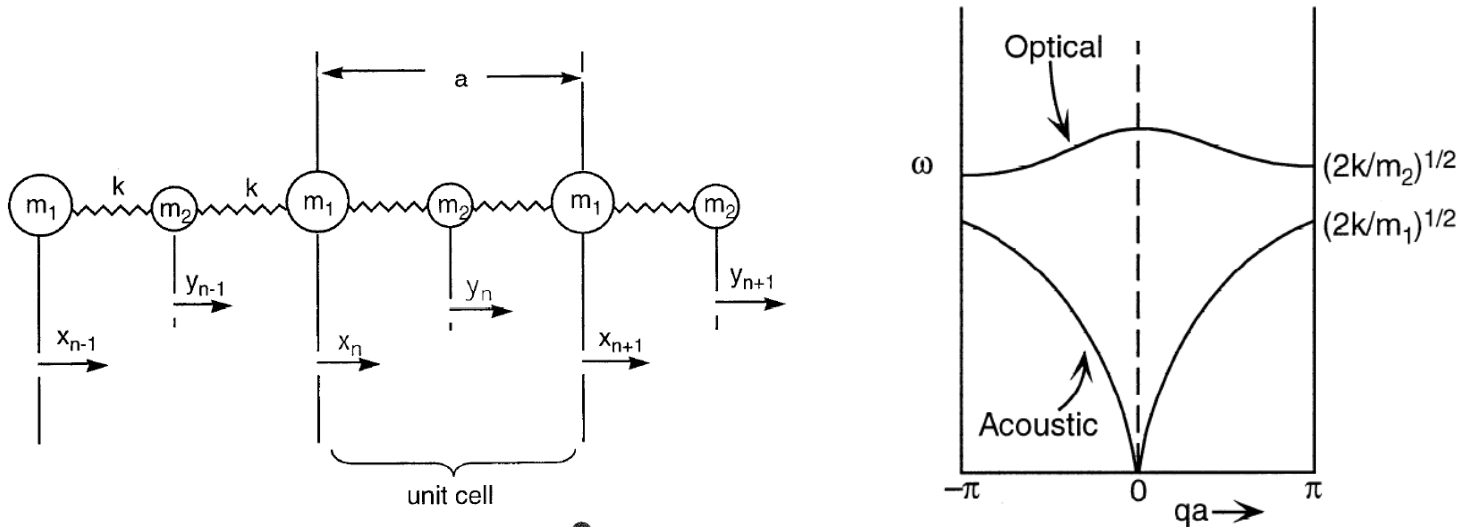 a
m₁
k
m₂
k
m₁
m₂
m₁
m₂
yₙ₋₁
yₙ
yₙ₊₁
xₙ₋₁
xₙ
xₙ₊₁
unit cell
Optical
ω
(2k/m₂)¹/²
(2k/m₁)¹/²
Acoustic
−π
0
π
qa